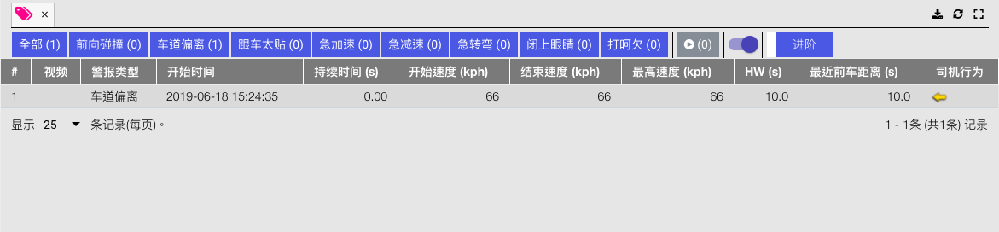 全部 (1) 前向碰撞 (0) 车道偏离 (1) 跟车太贴 (0) 急加速 (0) 急减速 (0) 急转弯 (0) 闭上眼睛 (0) 打呵欠 (0) (0) 进阶
# 视频 警报类型 开始时间 持续时间 (s) 开始速度 (kph) 结束速度 (kph) 最高速度 (kph) HW (s) 最近前车距离 (s) 司机行为
1 车道偏离 2019-06-18 15:24:35 0.00 66 66 66 10.0 10.0
显示 25 条记录(每页)。 1 - 1条 (共1条) 记录